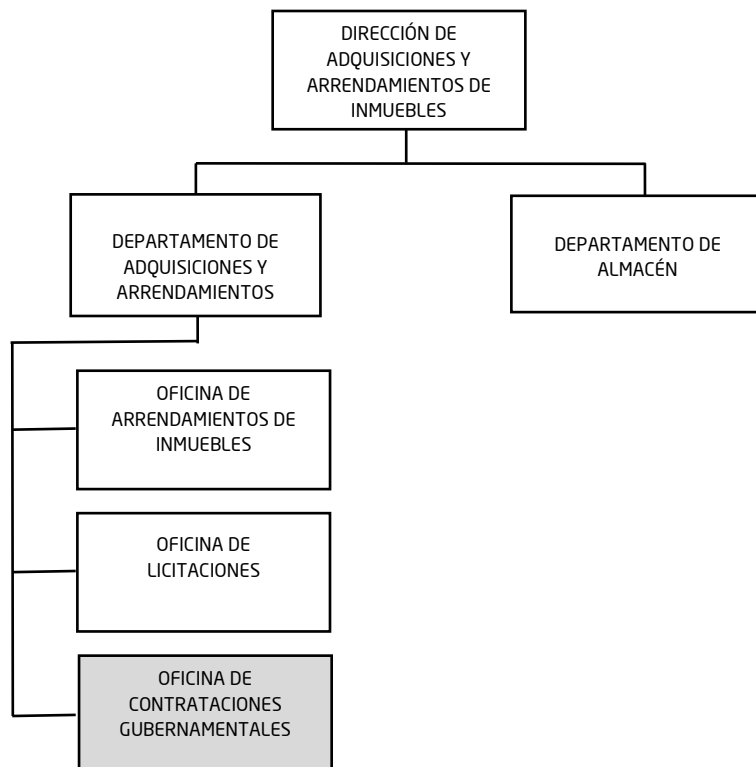 DIRECCIÓN DE
ADQUISICIONES Y
ARRENDAMIENTOS DE
INMUEBLES
DEPARTAMENTO DE
ADQUISICIONES Y
ARRENDAMIENTOS
DEPARTAMENTO DE
ALMACÉN
OFICINA DE
ARRENDAMIENTOS DE
INMUEBLES
OFICINA DE
LICITACIONES
OFICINA DE
CONTRATACIONES
GUBERNAMENTALES